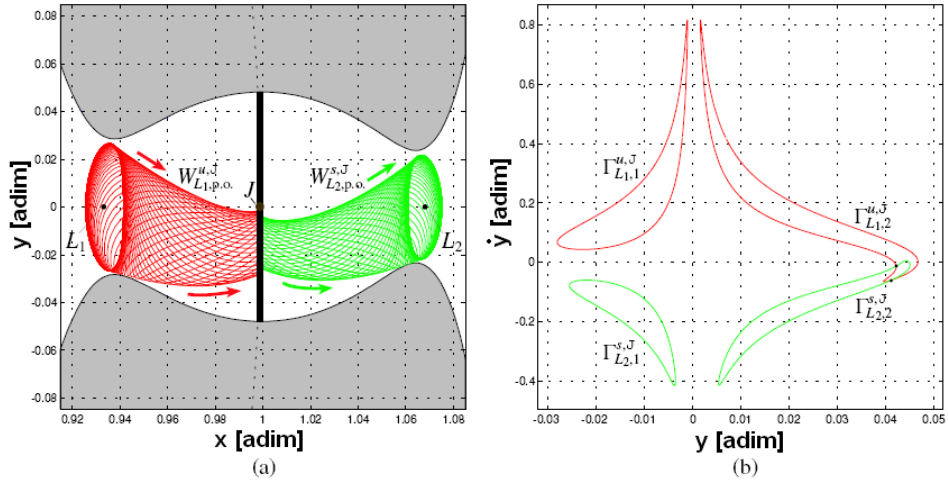 0.08
0.06
0.04
0.02
0
-0.02
-0.04
-0.06
-0.08
y [adim]
0.92
0.94
0.96
0.98
1
1.02
1.04
1.06
1.08
x [adim]
L₁
W^{u,J}_{L₁,p.o.}
J
W^{s,J}_{L₂,p.o.}
L₂
(a)
0.8
0.6
0.4
0.2
0
-0.2
-0.4
ẏ [adim]
-0.03
-0.02
-0.01
0
0.01
0.02
0.03
0.04
0.05
y [adim]
Γ^{u,J}_{L₁,1}
Γ^{u,J}_{L₁,2}
Γ^{s,J}_{L₂,2}
Γ^{s,J}_{L₂,1}
(b)